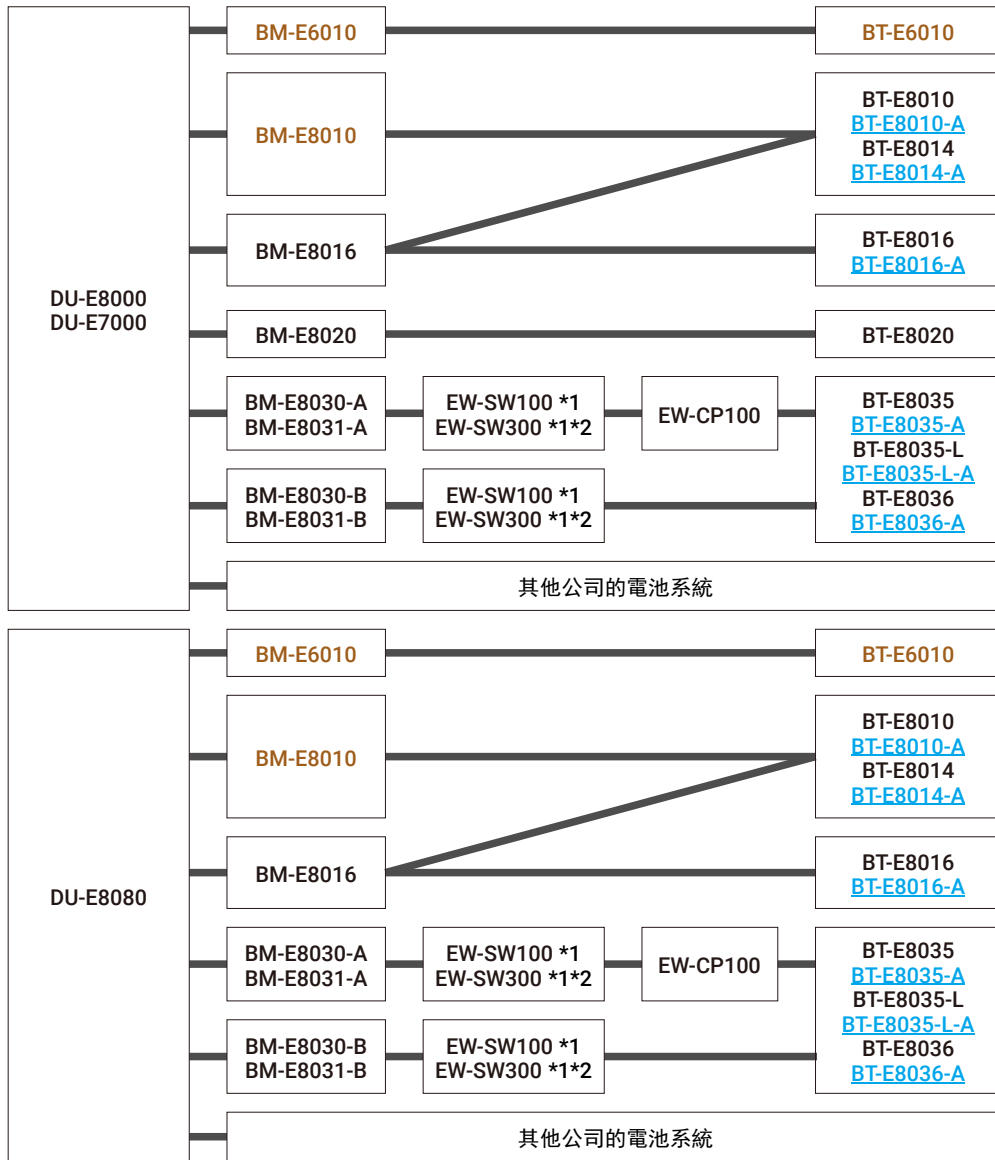 DU-E8000
DU-E7000
BM-E6010
BT-E6010
BM-E8010
BT-E8010
BT-E8010-A
BT-E8014
BT-E8014-A
BM-E8016
BT-E8016
BT-E8016-A
BM-E8020
BT-E8020
BM-E8030-A
BM-E8031-A
EW-SW100 *1
EW-SW300 *1*2
EW-CP100
BT-E8035
BT-E8035-A
BT-E8035-L
BT-E8035-L-A
BT-E8036
BT-E8036-A
BM-E8030-B
BM-E8031-B
EW-SW100 *1
EW-SW300 *1*2
其他公司的電池系統
DU-E8080
BM-E6010
BT-E6010
BM-E8010
BT-E8010
BT-E8010-A
BT-E8014
BT-E8014-A
BM-E8016
BT-E8016
BT-E8016-A
BM-E8030-A
BM-E8031-A
EW-SW100 *1
EW-SW300 *1*2
EW-CP100
BT-E8035
BT-E8035-A
BT-E8035-L
BT-E8035-L-A
BT-E8036
BT-E8036-A
BM-E8030-B
BM-E8031-B
EW-SW100 *1
EW-SW300 *1*2
其他公司的電池系統